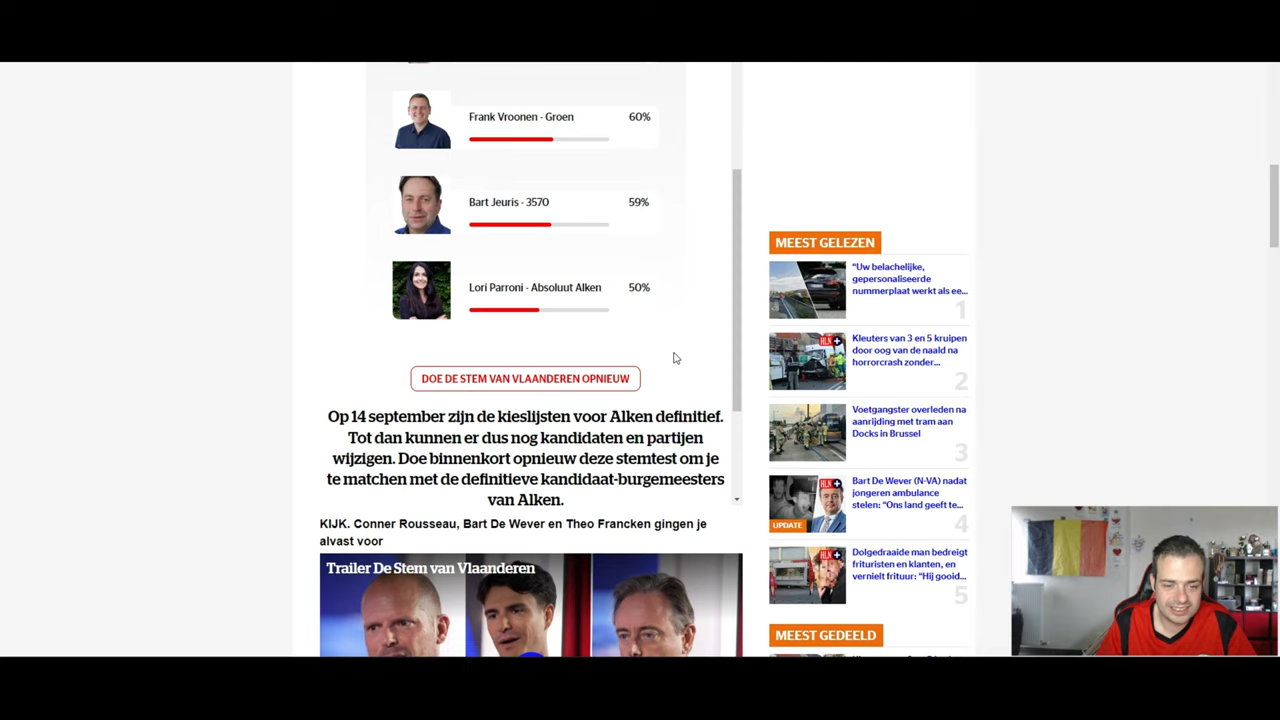 Frank Vroonen - Groen
60%
Bart Jeuris - 3570
59%
Lori Parroni - Absoluut Alken
50%
DOE DE STEM VAN VLAANDEREN OPNIEUW
Op 14 september zijn de kieslijsten voor Alken definitief.
Tot dan kunnen er dus nog kandidaten en partijen
wijzigen. Doe binnenkort opnieuw deze stemtest om je
te matchen met de definitieve kandidaat-burgemeesters
van Alken.
KIJK. Conner Rousseau, Bart De Wever en Theo Francken gingen je
alvast voor
Trailer De Stem van Vlaanderen
MEEST GELEZEN
"Uw belachelijke,
gepersonaliseerde
nummerplaat werkt als ee...
1
HLN+
Kleuters van 3 en 5 kruipen
door oog van de naald na
horrorcrash zonder...
2
Voetganger overleden na
aanrijding met tram aan
Docks in Brussel
3
HLN+
UPDATE
Bart De Wever (N-VA) nadat
jongeren ambulance
stelen: "Ons land geeft te...
4
HLN+
Dolgedraaide man bedreigt
frituristen en klanten, en
vernielt frituur: "Hij gooid...
5
MEEST GEDEELD